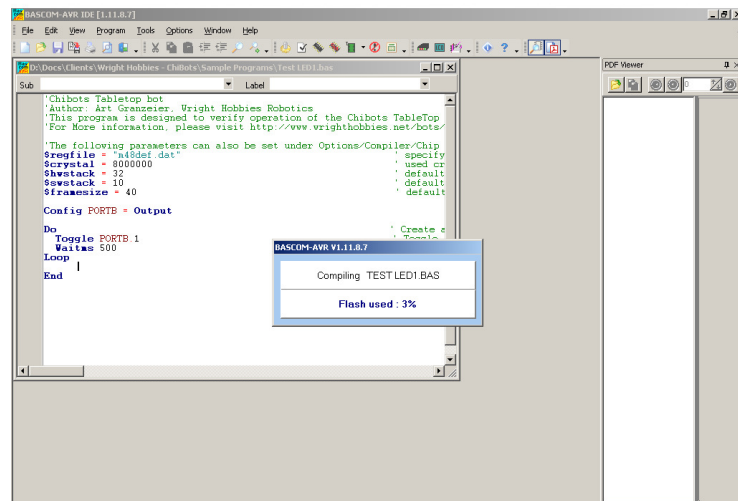 BASCOM-AVR IDE [1.11.8.7]
File Edit View Program Tools Options Window Help
D:\Docs\Clients\Wright Hobbies - Chibots\Sample Programs\Test LED1.bas
PDF Viewer
Sub
Label
0
'Chibots Tabletop bot
'Author: Art Granzeier, Wright Hobbies Robotics
'This program is designed to verify operation of the Chibots TableTop
'For More information, please visit http://www.wrighthobbies.net/bots/
'The following parameters can also be set under Options/Compiler/Chip
$regfile = "m48def.dat" ' specify
$crystal = 8000000 ' used cr
$hwstack = 32 ' default
$swstack = 10 ' default
$framesize = 40 ' default
Config PORTB = Output
Do ' Create a
Toggle PORTB.1 ' Toggle
Waitms 500
Loop
End
BASCOM-AVR V1.11.8.7
Compiling TEST LED1.BAS
Flash used : 3%